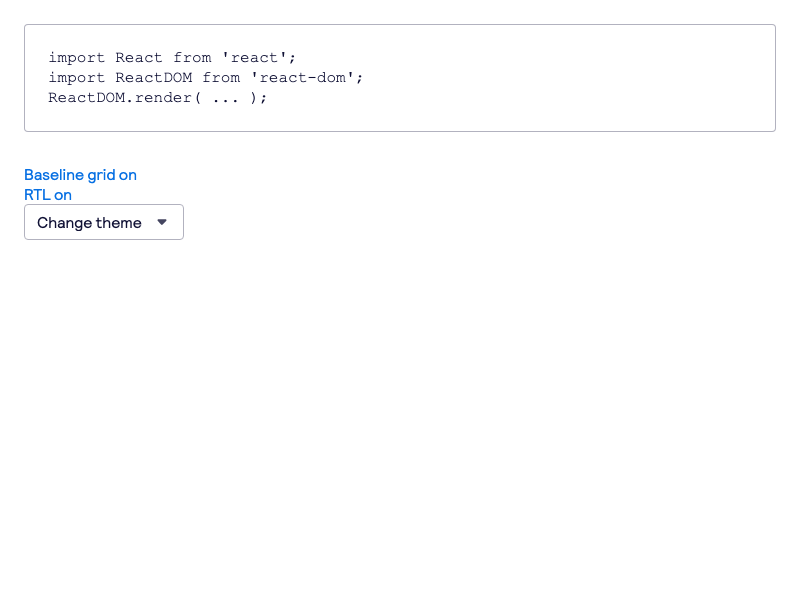 import React from 'react';
import ReactDOM from 'react-dom';
ReactDOM.render( ... );
Baseline grid on
RTL on
Change theme